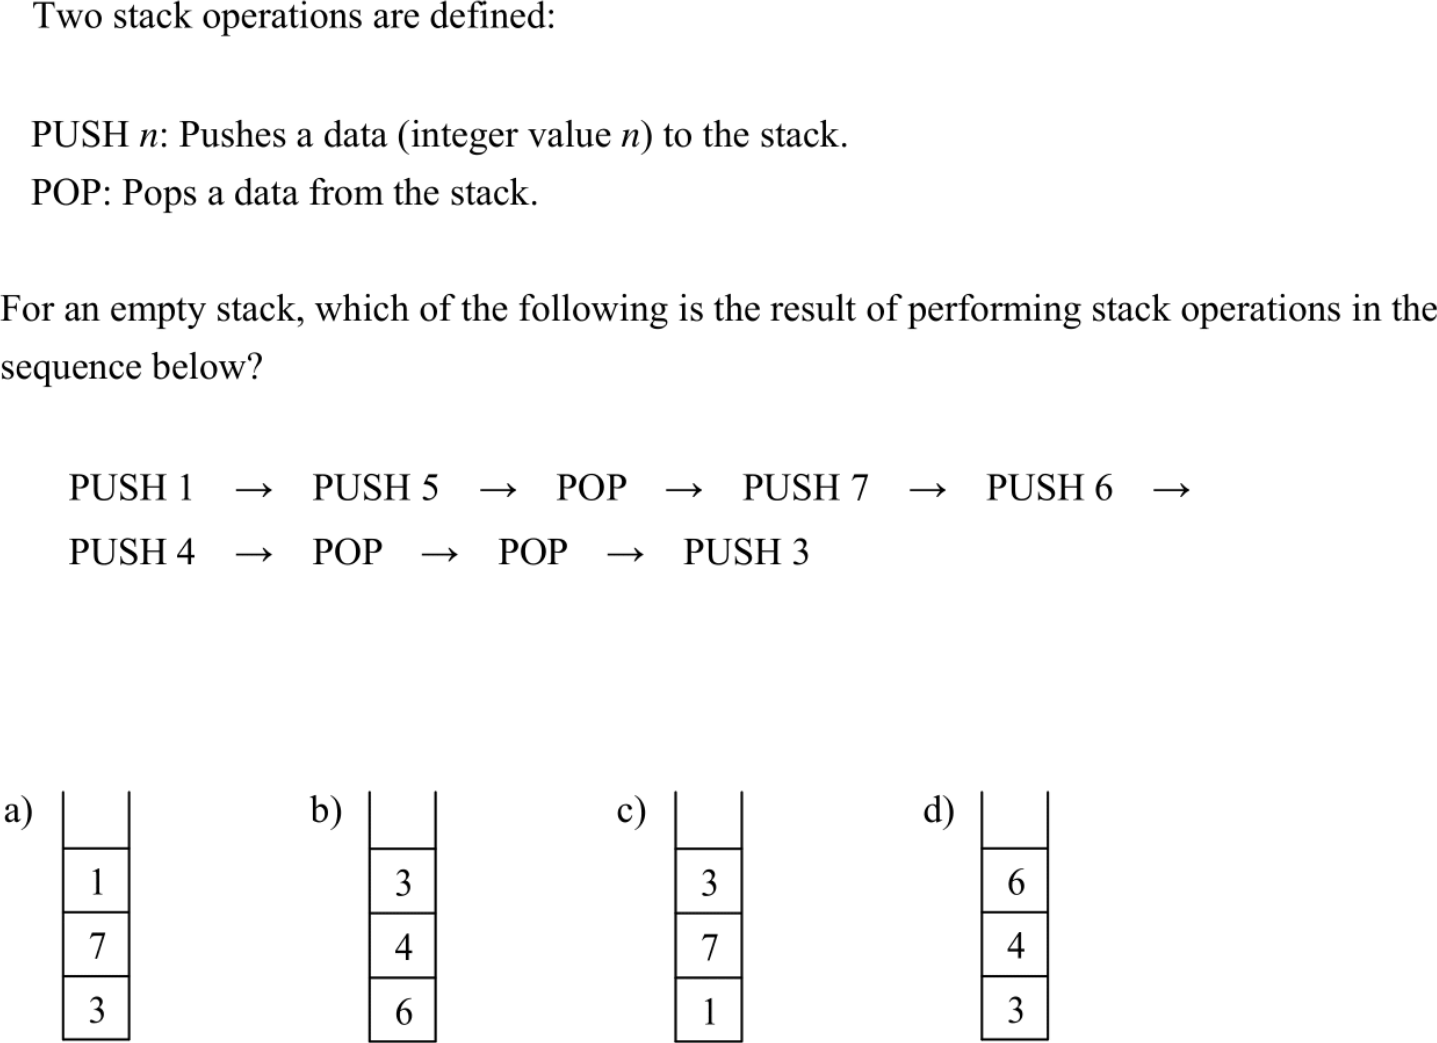 Two stack operations are defined:
PUSH n: Pushes a data (integer value n) to the stack.
POP: Pops a data from the stack.
For an empty stack, which of the following is the result of performing stack operations in the
sequence below?
PUSH 1 → PUSH 5 → POP → PUSH 7 → PUSH 6 →
PUSH 4 → POP → POP → PUSH 3
a) b) c) d)
1 3 3 6
7 4 7 4
3 6 1 3